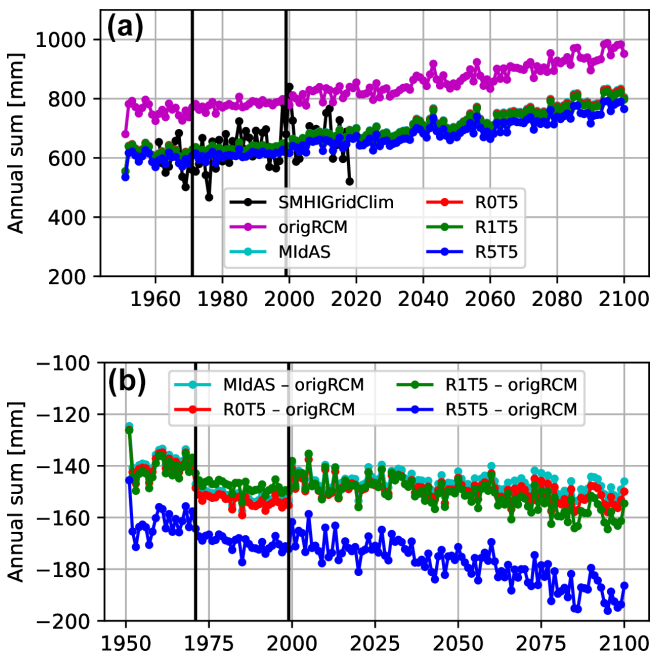 (a)
1000
800
600
400
200
Annual sum [mm]
SMHIGridClim
origRCM
MIdAS
R0T5
R1T5
R5T5
1960 1980 2000 2020 2040 2060 2080 2100
(b)
−100
−120
−140
−160
−180
−200
Annual sum [mm]
MIdAS – origRCM
R0T5 – origRCM
R1T5 – origRCM
R5T5 – origRCM
1950 1975 2000 2025 2050 2075 2100